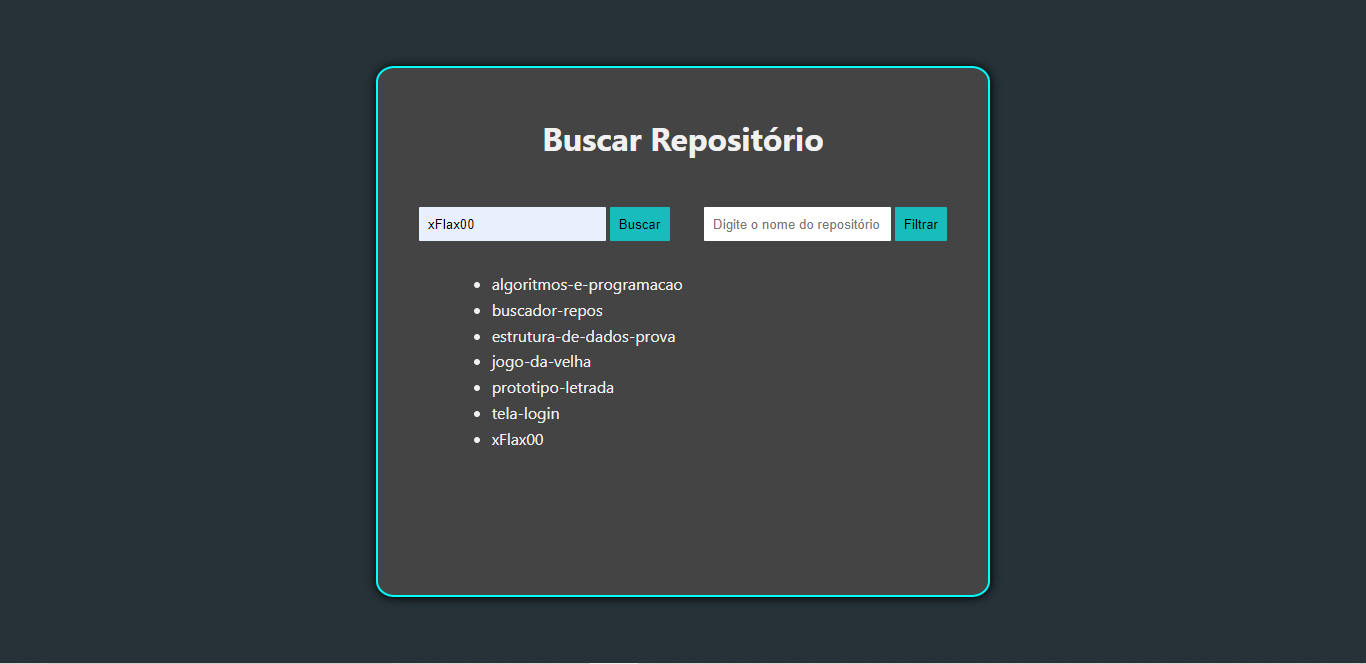 Buscar Repositório
xFlax00 Buscar Digite o nome do repositório Filtrar
algoritmos-e-programacao
buscador-repos
estrutura-de-dados-prova
jogo-da-velha
prototipo-letrada
tela-login
xFlax00